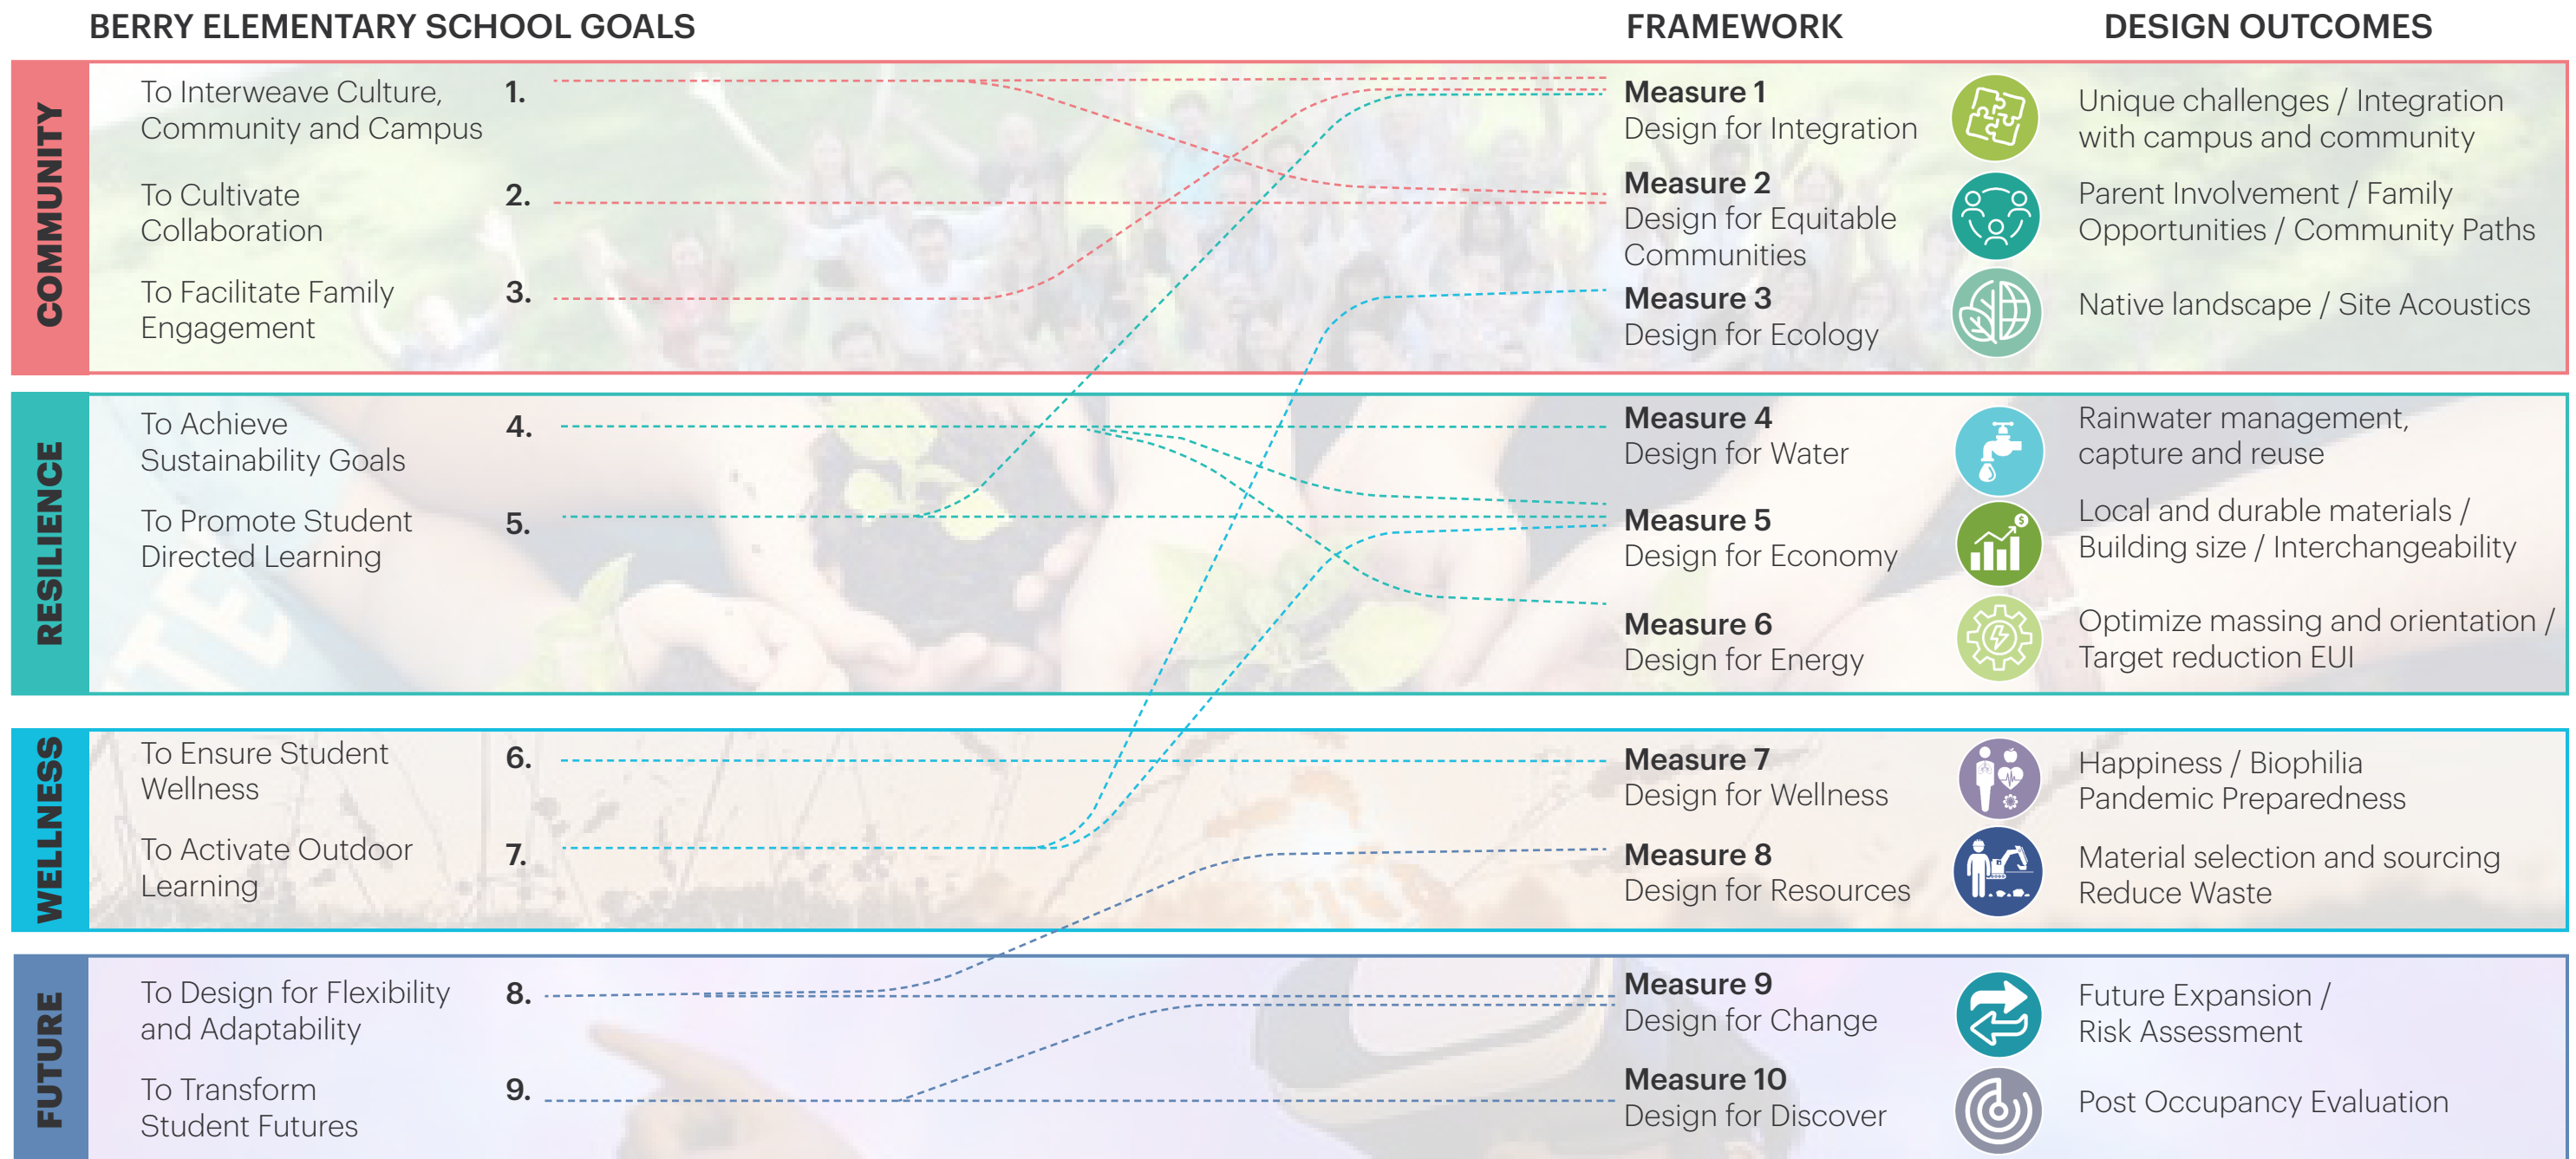 BERRY ELEMENTARY SCHOOL GOALS
FRAMEWORK
DESIGN OUTCOMES
COMMUNITY
To Interweave Culture,
Community and Campus
1.
To Cultivate
Collaboration
2.
To Facilitate Family
Engagement
3.
Measure 1
Design for Integration
Unique challenges / Integration
with campus and community
Measure 2
Design for Equitable
Communities
Parent Involvement / Family
Opportunities / Community Paths
Measure 3
Design for Ecology
Native landscape / Site Acoustics
RESILIENCE
To Achieve
Sustainability Goals
4.
To Promote Student
Directed Learning
5.
Measure 4
Design for Water
Rainwater management,
capture and reuse
Measure 5
Design for Economy
$
Local and durable materials /
Building size / Interchangeability
Measure 6
Design for Energy
Optimize massing and orientation /
Target reduction EUI
WELLNESS
To Ensure Student
Wellness
6.
To Activate Outdoor
Learning
7.
Measure 7
Design for Wellness
Happiness / Biophilia
Pandemic Preparedness
Measure 8
Design for Resources
Material selection and sourcing
Reduce Waste
FUTURE
To Design for Flexibility
and Adaptability
8.
To Transform
Student Futures
9.
Measure 9
Design for Change
Future Expansion /
Risk Assessment
Measure 10
Design for Discover
Post Occupancy Evaluation